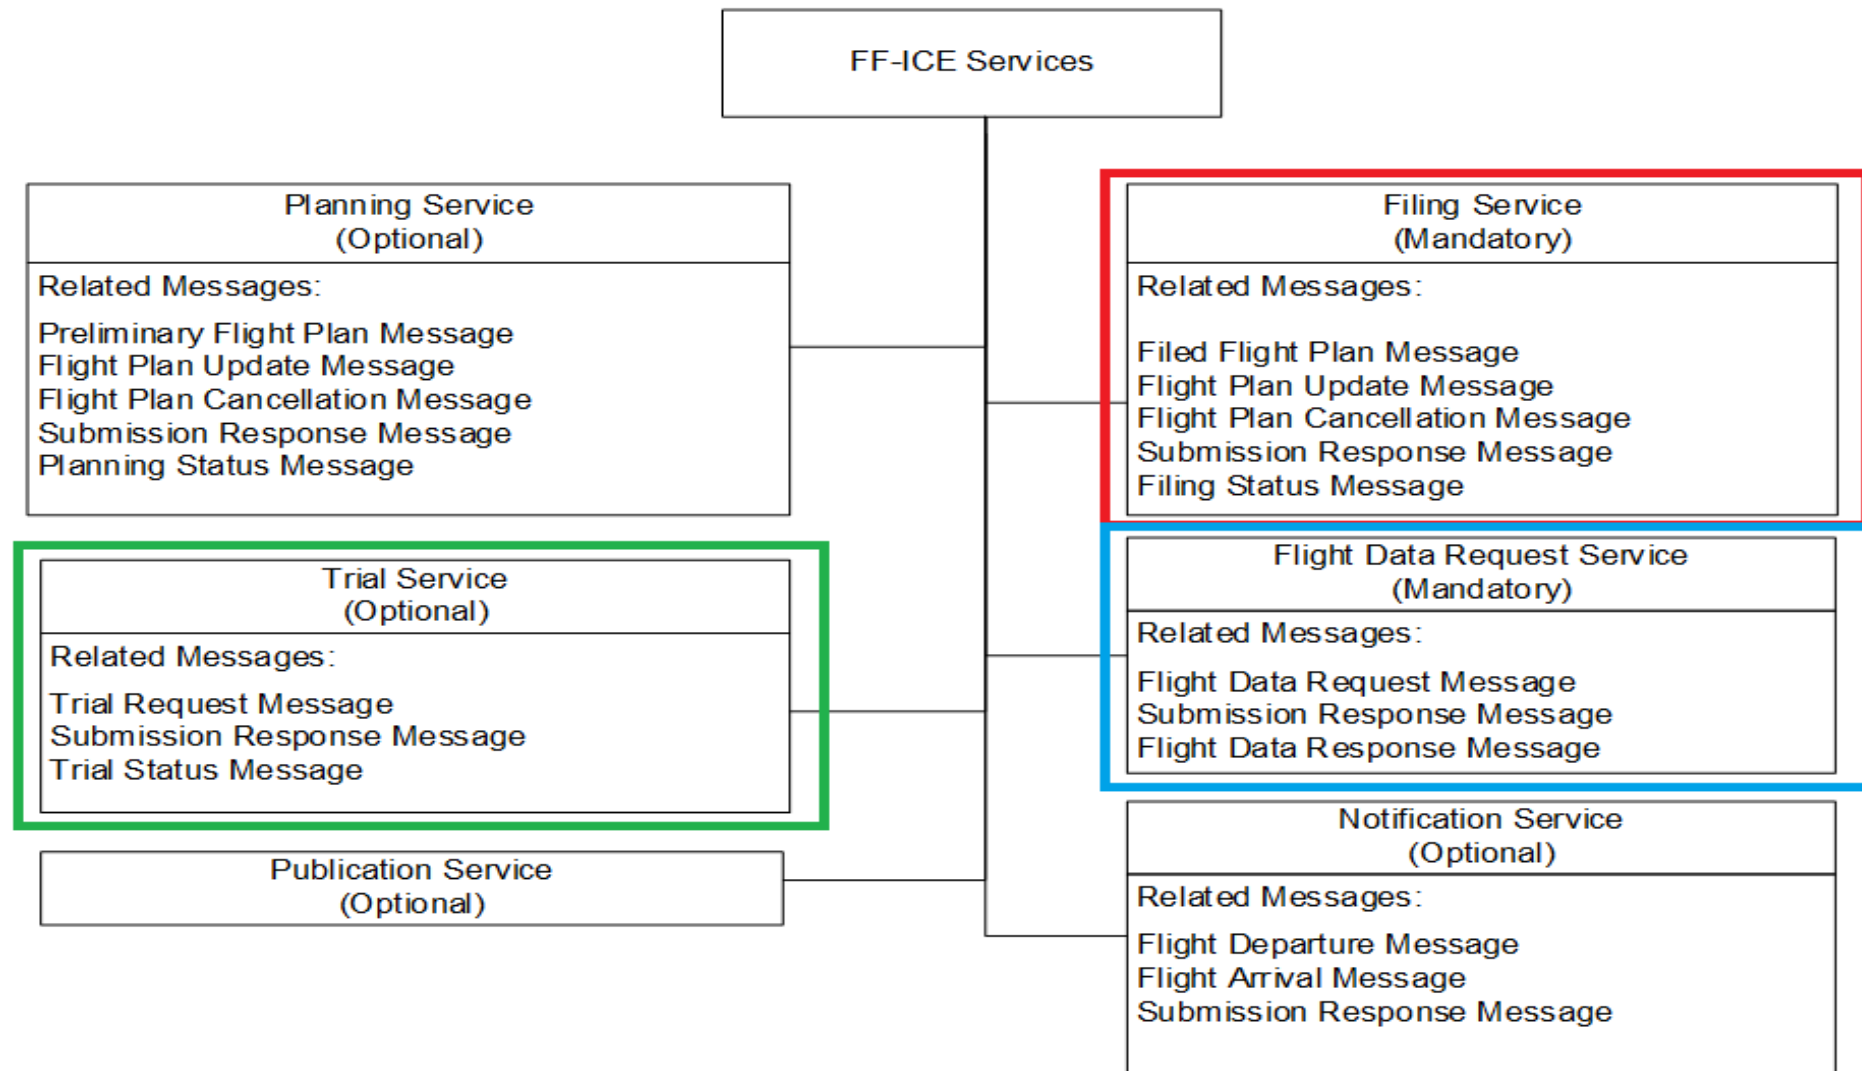 FF-ICE Services
Planning Service
(Optional)
Related Messages:
Preliminary Flight Plan Message
Flight Plan Update Message
Flight Plan Cancellation Message
Submission Response Message
Planning Status Message
Filing Service
(Mandatory)
Related Messages:
Filed Flight Plan Message
Flight Plan Update Message
Flight Plan Cancellation Message
Submission Response Message
Filing Status Message
Trial Service
(Optional)
Related Messages:
Trial Request Message
Submission Response Message
Trial Status Message
Flight Data Request Service
(Mandatory)
Related Messages:
Flight Data Request Message
Submission Response Message
Flight Data Response Message
Publication Service
(Optional)
Notification Service
(Optional)
Related Messages:
Flight Departure Message
Flight Arrival Message
Submission Response Message